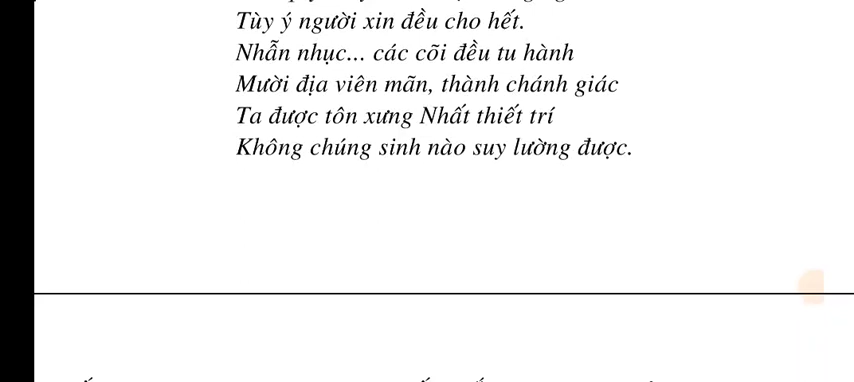 Tùy ý người xin đều cho hết.
Nhẫn nhục... các cõi đều tu hành
Mười địa viên mãn, thành chánh giác
Ta được tôn xưng Nhất thiết trí
Không chúng sinh nào suy lường được.